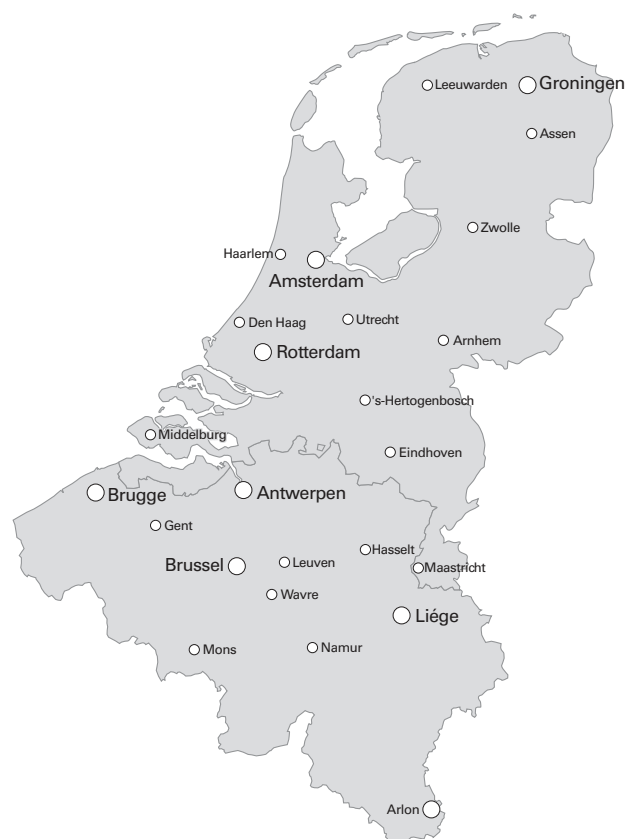 Leeuwarden
Groningen
Assen
Zwolle
Haarlem
Amsterdam
Den Haag
Utrecht
Arnhem
Rotterdam
's-Hertogenbosch
Middelburg
Eindhoven
Brugge
Antwerpen
Gent
Hasselt
Brussel
Leuven
Maastricht
Wavre
Liége
Mons
Namur
Arlon